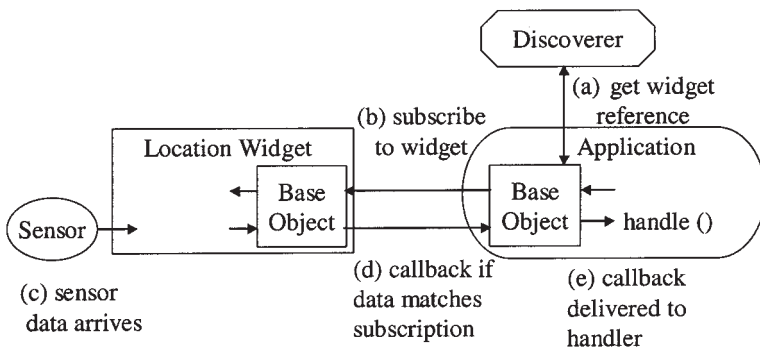 Discoverer
(a) get widget
reference
(b) subscribe
to widget
Location Widget
Application
Base
Object
Base
Object
Sensor
handle ()
(c) sensor
data arrives
(d) callback if
data matches
subscription
(e) callback
delivered to
handler